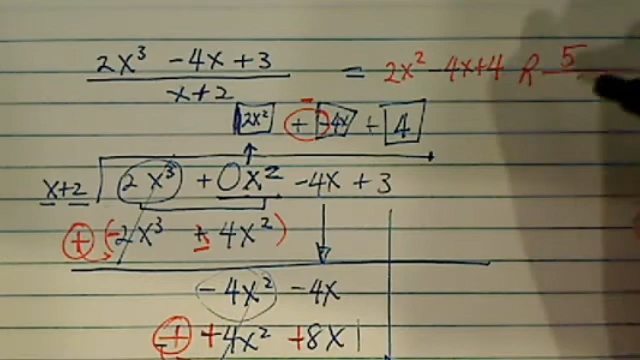 2x³ - 4x + 3 = 2x² - 4x + 4 R 5
x + 2
2x² + -4x + 4
x+2 2x³ + 0x² - 4x + 3
+ (-2x³ ± 4x²)
-4x² - 4x
+ +4x² +8x